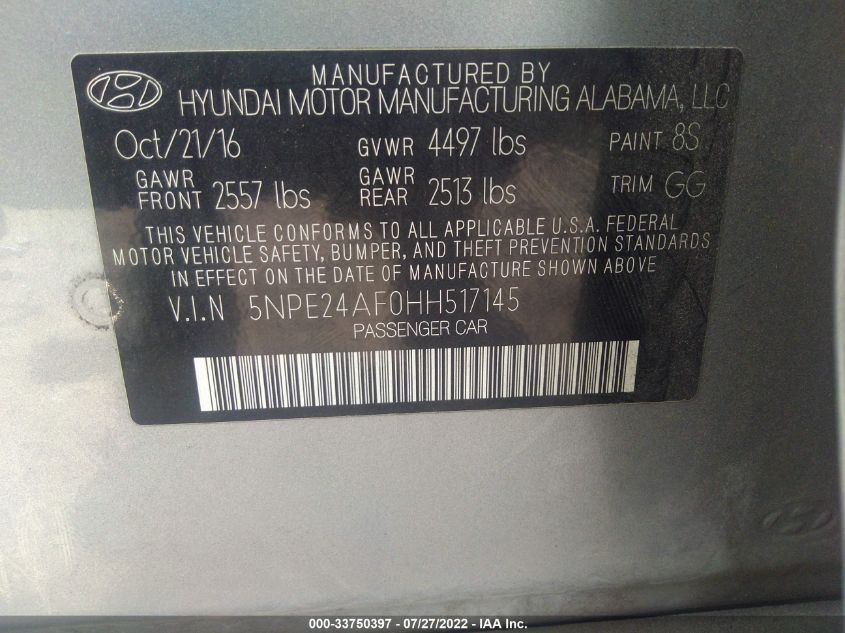 MANUFACTURED BY
HYUNDAI MOTOR MANUFACTURING ALABAMA, LLC
Oct/21/16 GVWR 4497 lbs PAINT 8S
GAWR FRONT 2557 lbs GAWR REAR 2513 lbs TRIM GG
THIS VEHICLE CONFORMS TO ALL APPLICABLE U.S.A. FEDERAL
MOTOR VEHICLE SAFETY, BUMPER, AND THEFT PREVENTION STANDARDS
IN EFFECT ON THE DATE OF MANUFACTURE SHOWN ABOVE
V.I.N 5NPE24AF0HH517145
PASSENGER CAR
000-33750397 - 07/27/2022 - IAA Inc.